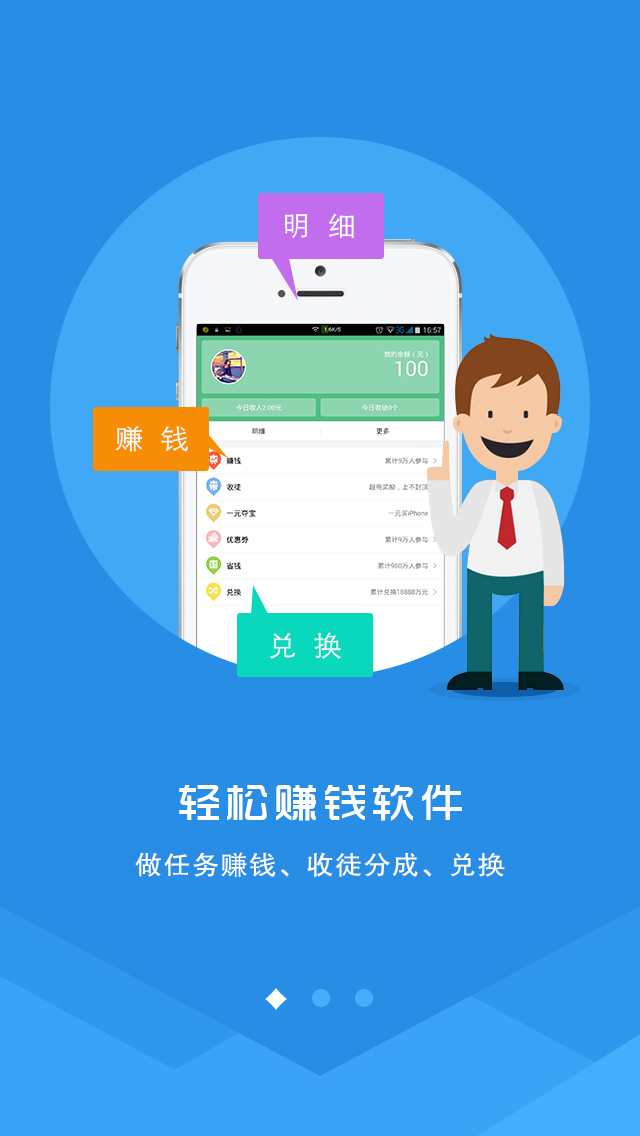 明 细
1.6K/S 3G 16:57
我的余额（元）
100
今日收入2.00元 今日收徒0个
明细 更多
赚 钱
赚钱 累计9万人参与
收徒 超高奖励，上不封顶
一元夺宝 一元买iPhone
优惠券 累计9万人参与
省钱 累计960万人参与
兑换 累计兑换18888万元
兑 换
轻松赚钱软件
做任务赚钱、收徒分成、兑换